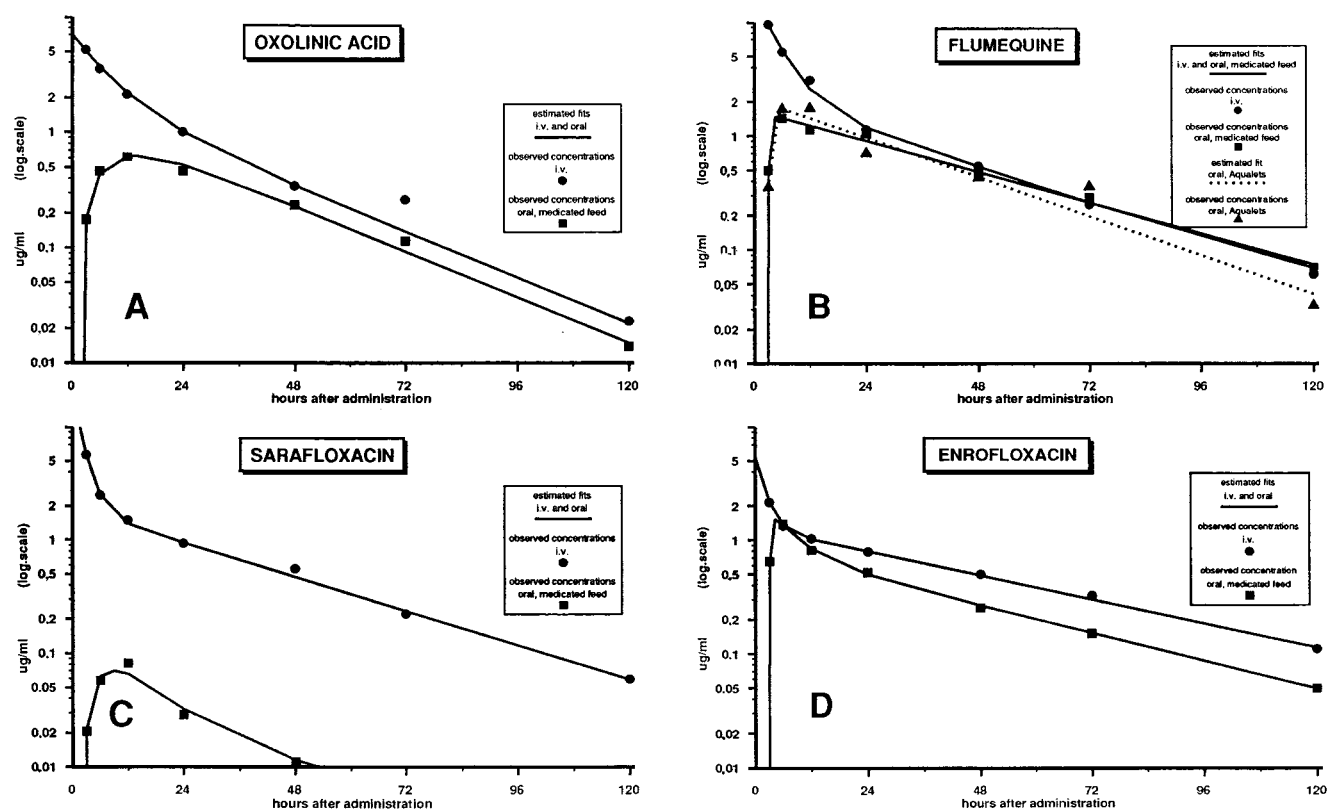 OXOLINIC ACID
(log.scale)
ug/ml
5
2
1
0,5
0,2
0,1
0,05
0,02
0,01
A
estimated fits
i.v. and oral
observed concentrations
i.v.
observed concentrations
oral, medicated feed
0
24
48
72
96
120
hours after administration
FLUMEQUINE
(log.scale)
ug/ml
5
2
1
0,5
0,2
0,1
0,05
0,02
0,01
B
estimated fits
i.v. and oral, medicated feed
observed concentrations
i.v.
observed concentrations
oral, medicated feed
estimated fit
oral, Aqualets
observed concentrations
oral, Aqualets
0
24
48
72
96
120
hours after administration
SARAFLOXACIN
(log.scale)
ug/ml
5
2
1
0,5
0,2
0,1
0,05
0,02
0,01
C
estimated fits
i.v. and oral
observed concentrations
i.v.
observed concentrations
oral, medicated feed
0
24
48
72
96
120
hours after administration
ENROFLOXACIN
(log.scale)
ug/ml
5
2
1
0,5
0,2
0,1
0,05
0,02
0,01
D
estimated fits
i.v. and oral
observed concentrations
i.v.
observed concentration
oral, medicated feed
0
24
48
72
96
120
hours after administration